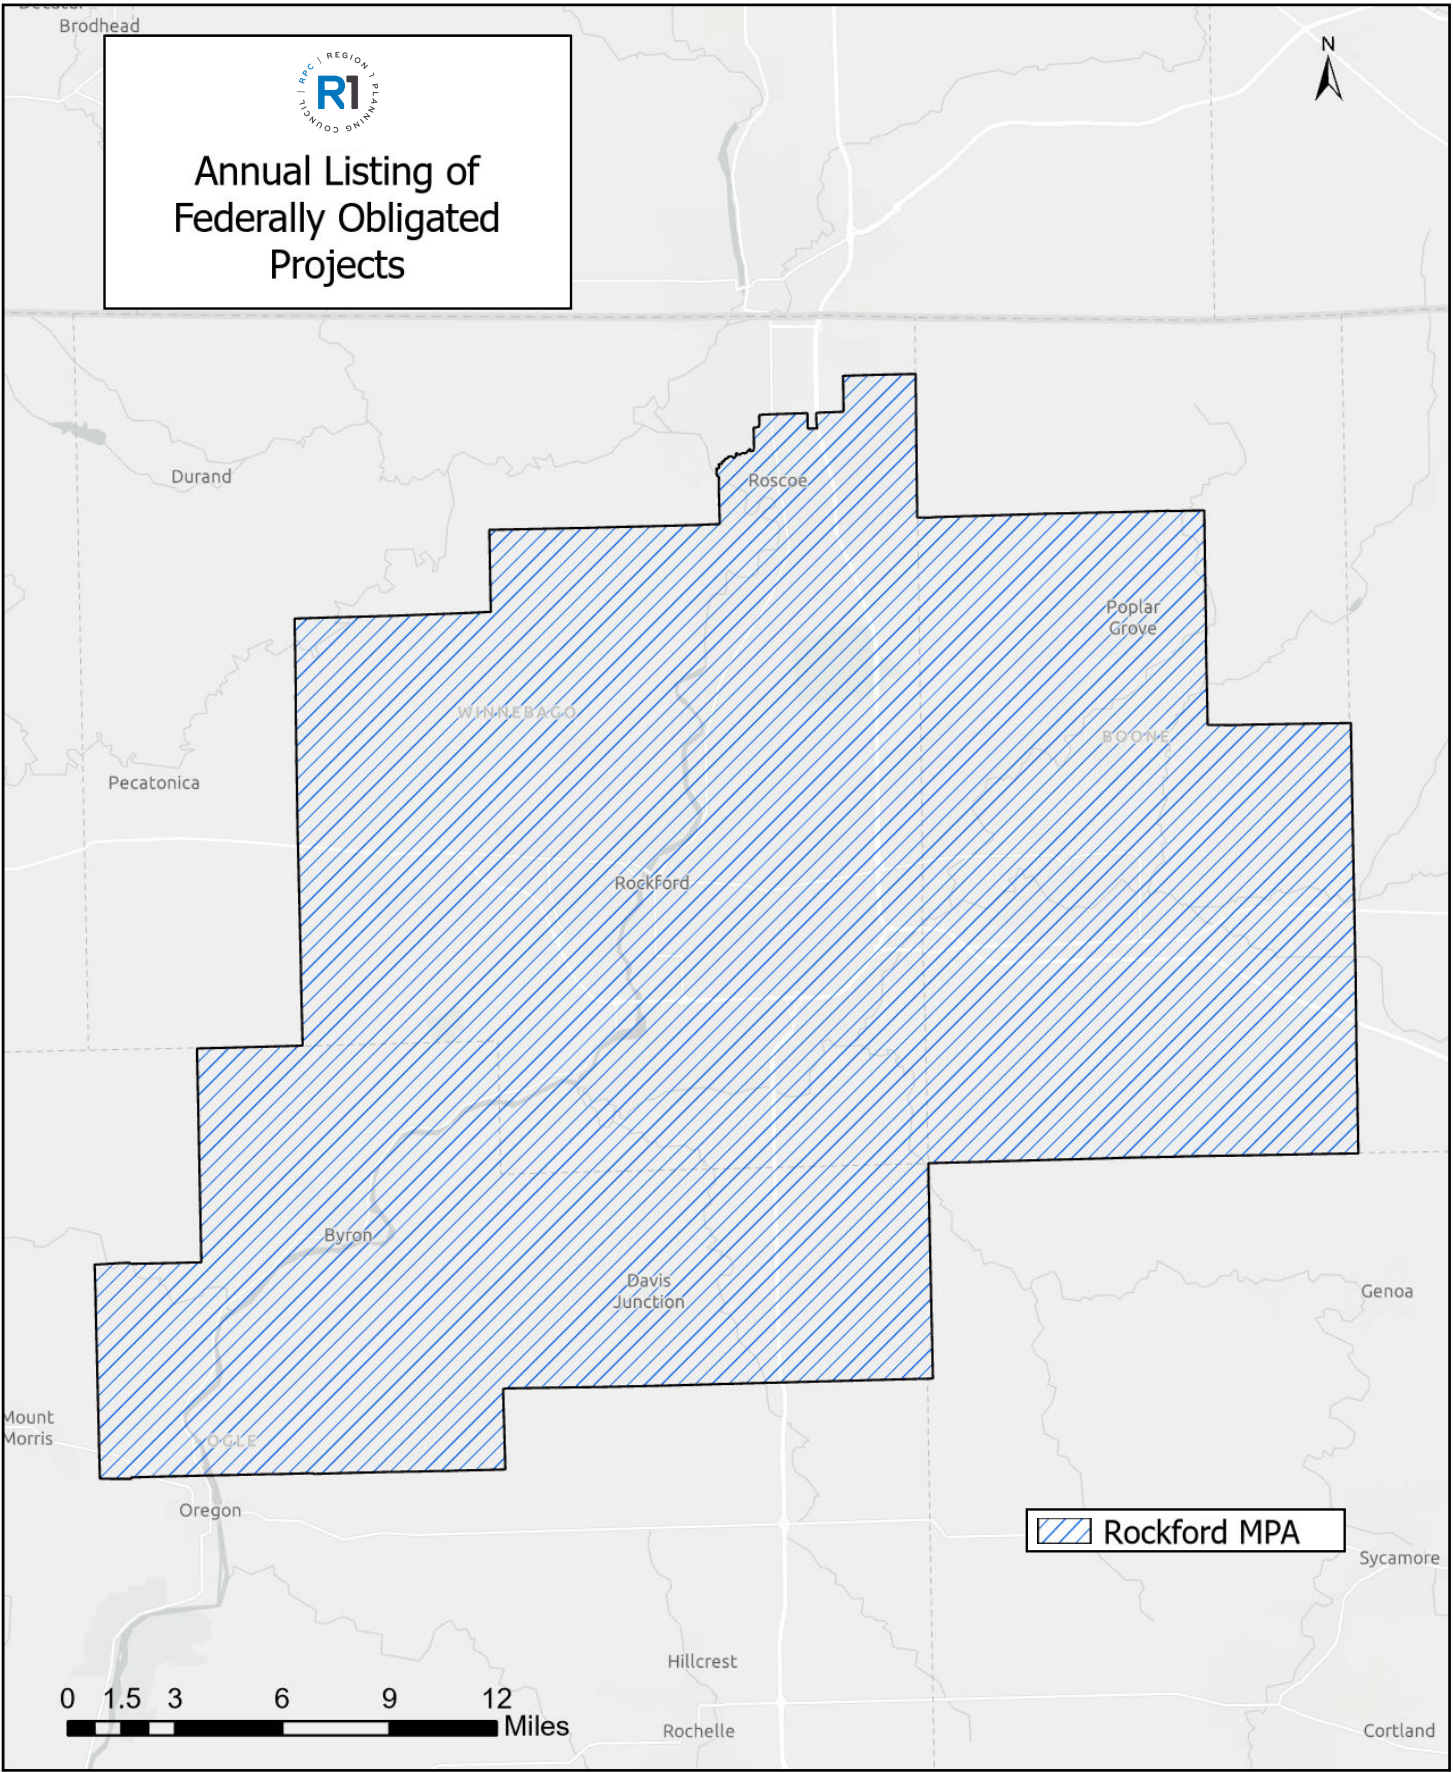 Brodhead
N
RPC | REGION 1 PLANNING COUNCIL |
R1
Annual Listing of
Federally Obligated
Projects
Durand
Roscoe
Poplar
Grove
WINNEBAGO
BOONE
Pecatonica
Rockford
Byron
Davis
Junction
Genoa
Mount
Morris
OGLE
Oregon
Rockford MPA
Sycamore
Hillcrest
0 1.5 3 6 9 12
Miles
Rochelle
Cortland